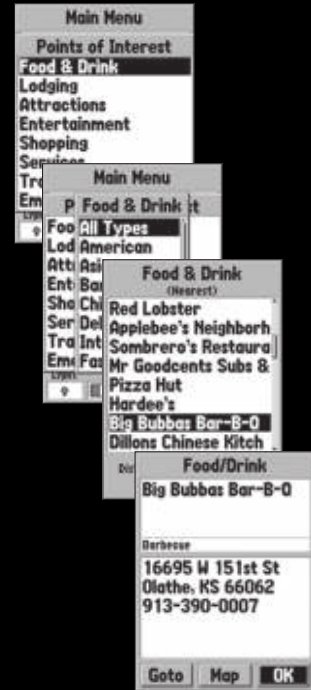 Main Menu
Points of Interest
Food & Drink
Lodging
Attractions
Entertainment
Shopping
Services
Main Menu
Food & Drink
All Types
American
Food & Drink
(Nearest)
Red Lobster
Applebee's Neighborh
Sombrero's Restaura
Mr Goodcents Subs &
Pizza Hut
Hardee's
Big Bubbas Bar-B-Q
Dillons Chinese Kitch
Food/Drink
Big Bubbas Bar-B-Q
Barbecue
16695 W 151st St
Olathe, KS 66062
913-390-0007
Goto Map OK